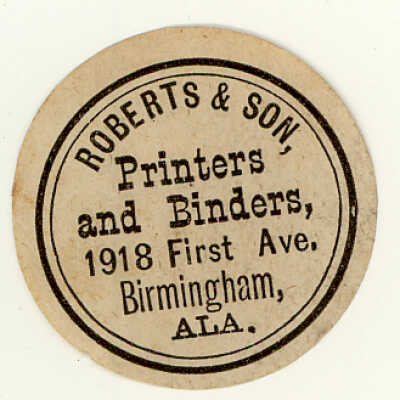 ROBERTS & SON,
Printers
and Binders,
1918 First Ave.
Birmingham,
ALA.